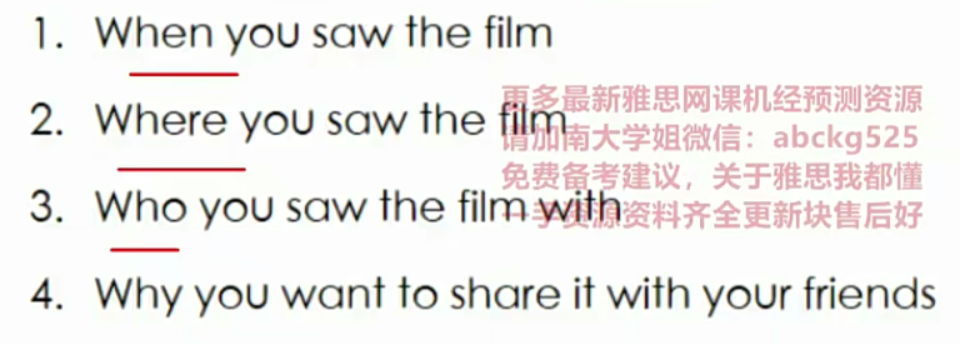 1. When you saw the film
2. Where you saw the film
3. Who you saw the film with
4. Why you want to share it with your friends
更多最新雅思网课机经预测资源
请加南大学姐微信：abckg525
免费备考建议，关于雅思我都懂
一手资源资料齐全更新块售后好